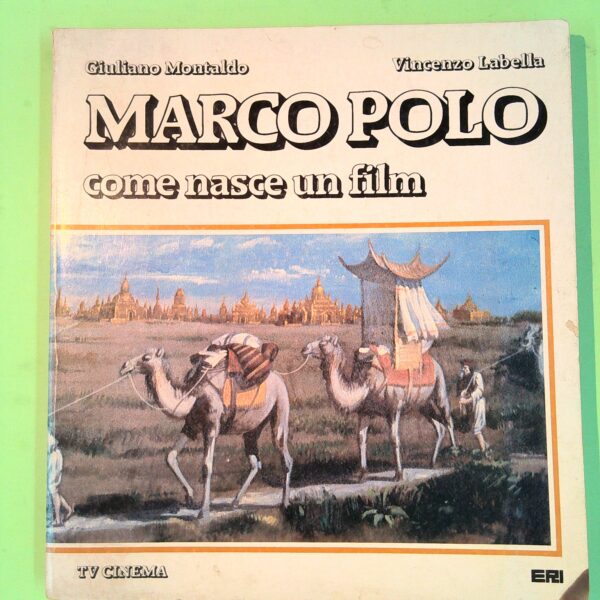 Giuliano Montaldo Vincenzo Labella
MARCO POLO
come nasce un film
TV CINEMA ERI